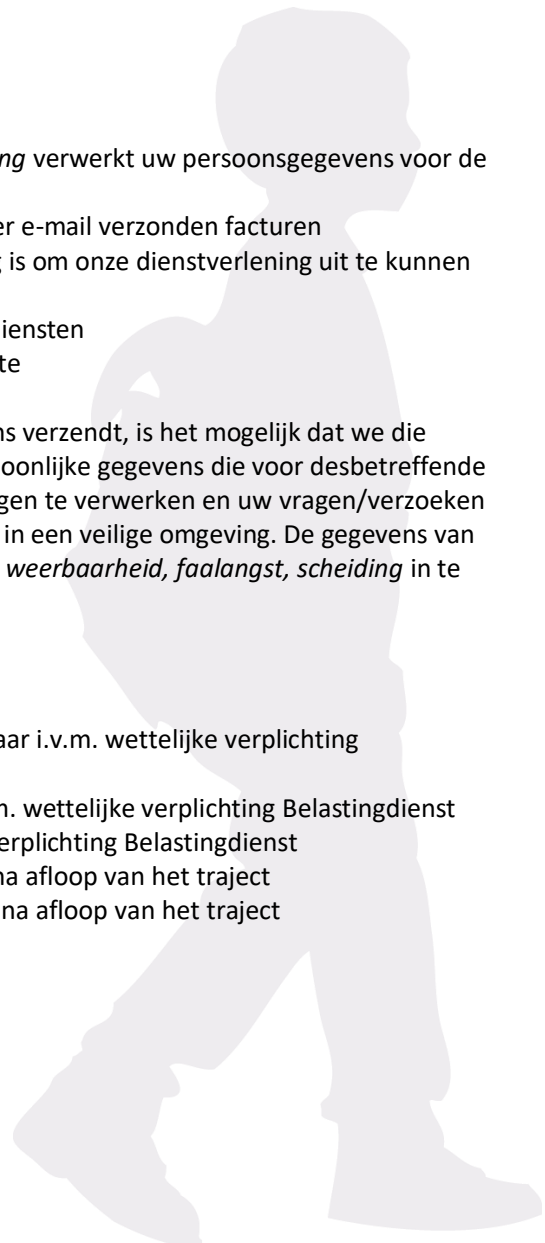 ng verwerkt uw persoonsgegevens voor de
er e-mail verzonden facturen
g is om onze dienstverlening uit te kunnen
iensten
te
ns verzendt, is het mogelijk dat we die
soonlijke gegevens die voor desbetreffende
gen te verwerken en uw vragen/verzoeken
in een veilige omgeving. De gegevens van
weerbaarheid, faalangst, scheiding in te
aar i.v.m. wettelijke verplichting
m. wettelijke verplichting Belastingdienst
verplichting Belastingdienst
na afloop van het traject
na afloop van het traject